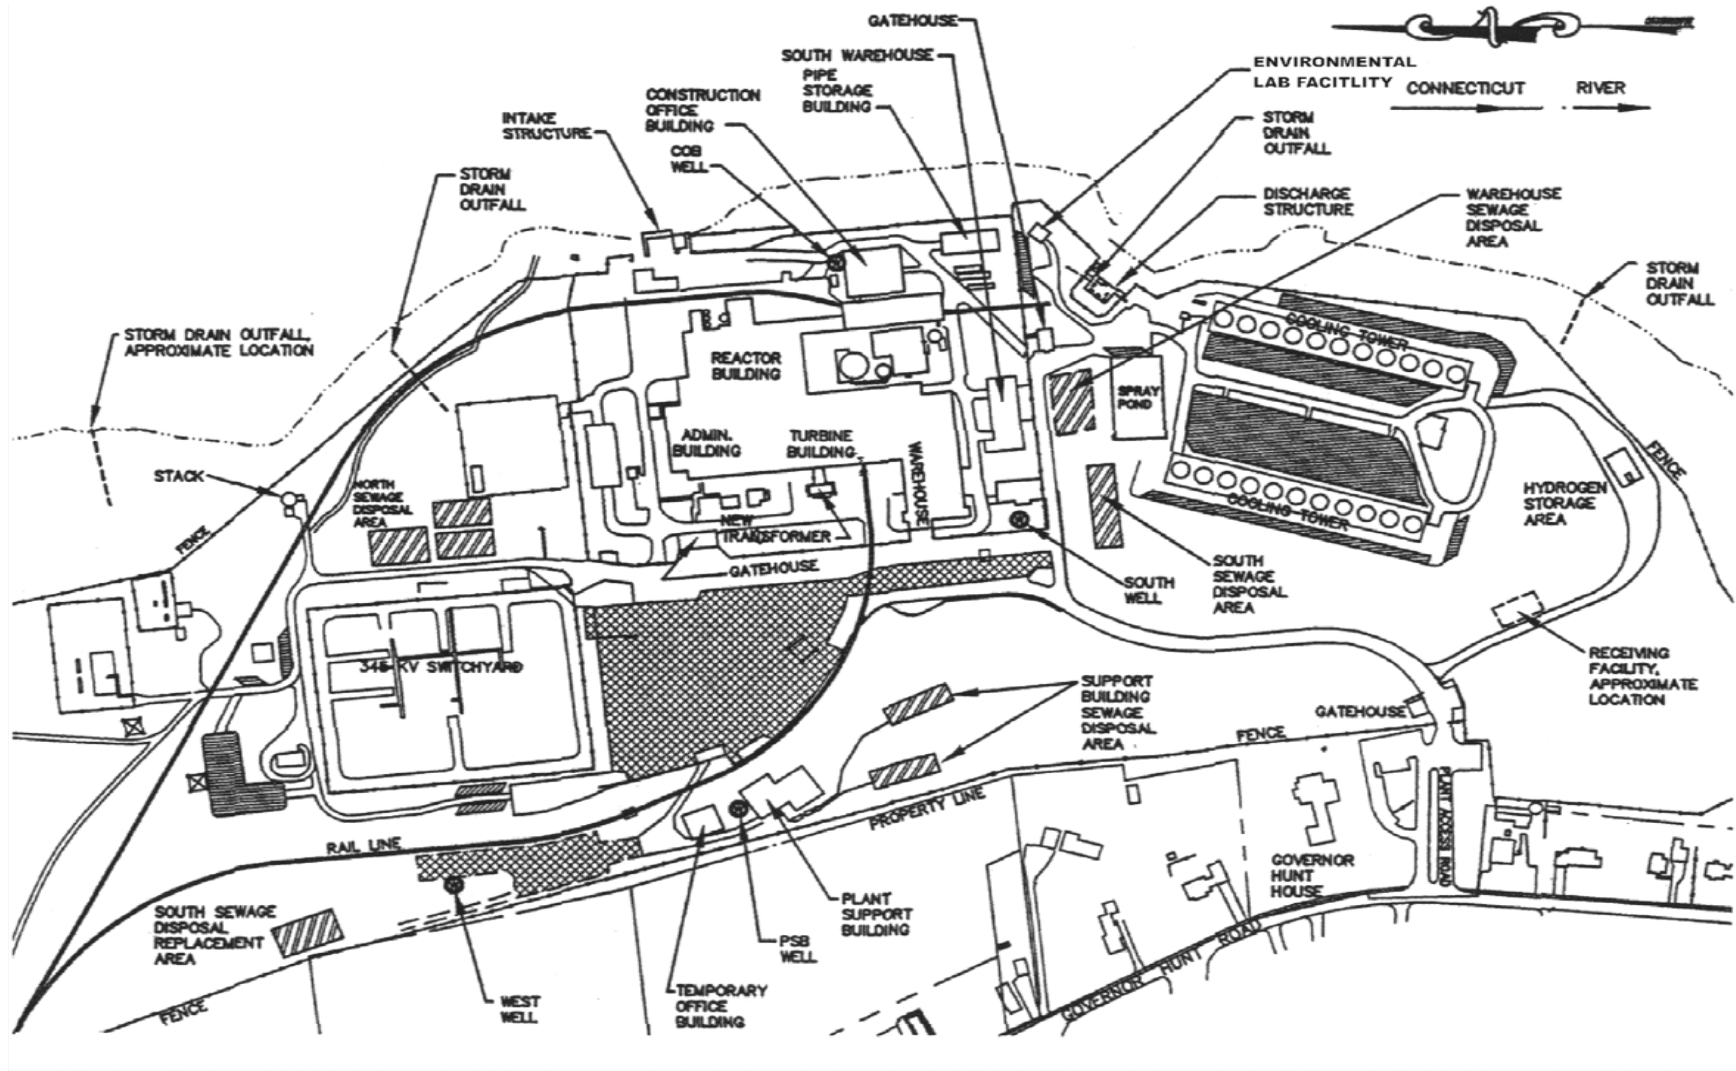 GATEHOUSE
SOUTH WAREHOUSE
PIPE
STORAGE
BUILDING
ENVIRONMENTAL
LAB FACITLITY
CONNECTICUT RIVER
CONSTRUCTION
OFFICE
BUILDING
INTAKE
STRUCTURE
COB
WELL
STORM
DRAIN
OUTFALL
STORM
DRAIN
OUTFALL
DISCHARGE
STRUCTURE
WAREHOUSE
SEWAGE
DISPOSAL
AREA
STORM
DRAIN
OUTFALL
STORM DRAIN OUTFALL,
APPROXIMATE LOCATION
REACTOR
BUILDING
COOLING TOWER
SPRAY
POND
ADMIN.
BUILDING
TURBINE
BUILDING
WAREHOUSE
STACK
NORTH
SEWAGE
DISPOSAL
AREA
FENCE
FENCE
HYDROGEN
STORAGE
AREA
COOLING TOWER
NEW
TRANSFORMER
GATEHOUSE
SOUTH
WELL
SOUTH
SEWAGE
DISPOSAL
AREA
345 KV SWITCHYARD
SUPPORT
BUILDING
SEWAGE
DISPOSAL
AREA
RECEIVING
FACILITY,
APPROXIMATE
LOCATION
GATEHOUSE
FENCE
PROPERTY LINE
PLANT ACCESS ROAD
RAIL LINE
GOVERNOR
HUNT
HOUSE
PLANT
SUPPORT
BUILDING
SOUTH SEWAGE
DISPOSAL
REPLACEMENT
AREA
PSB
WELL
GOVERNOR HUNT ROAD
TEMPORARY
OFFICE
BUILDING
WEST
WELL
FENCE